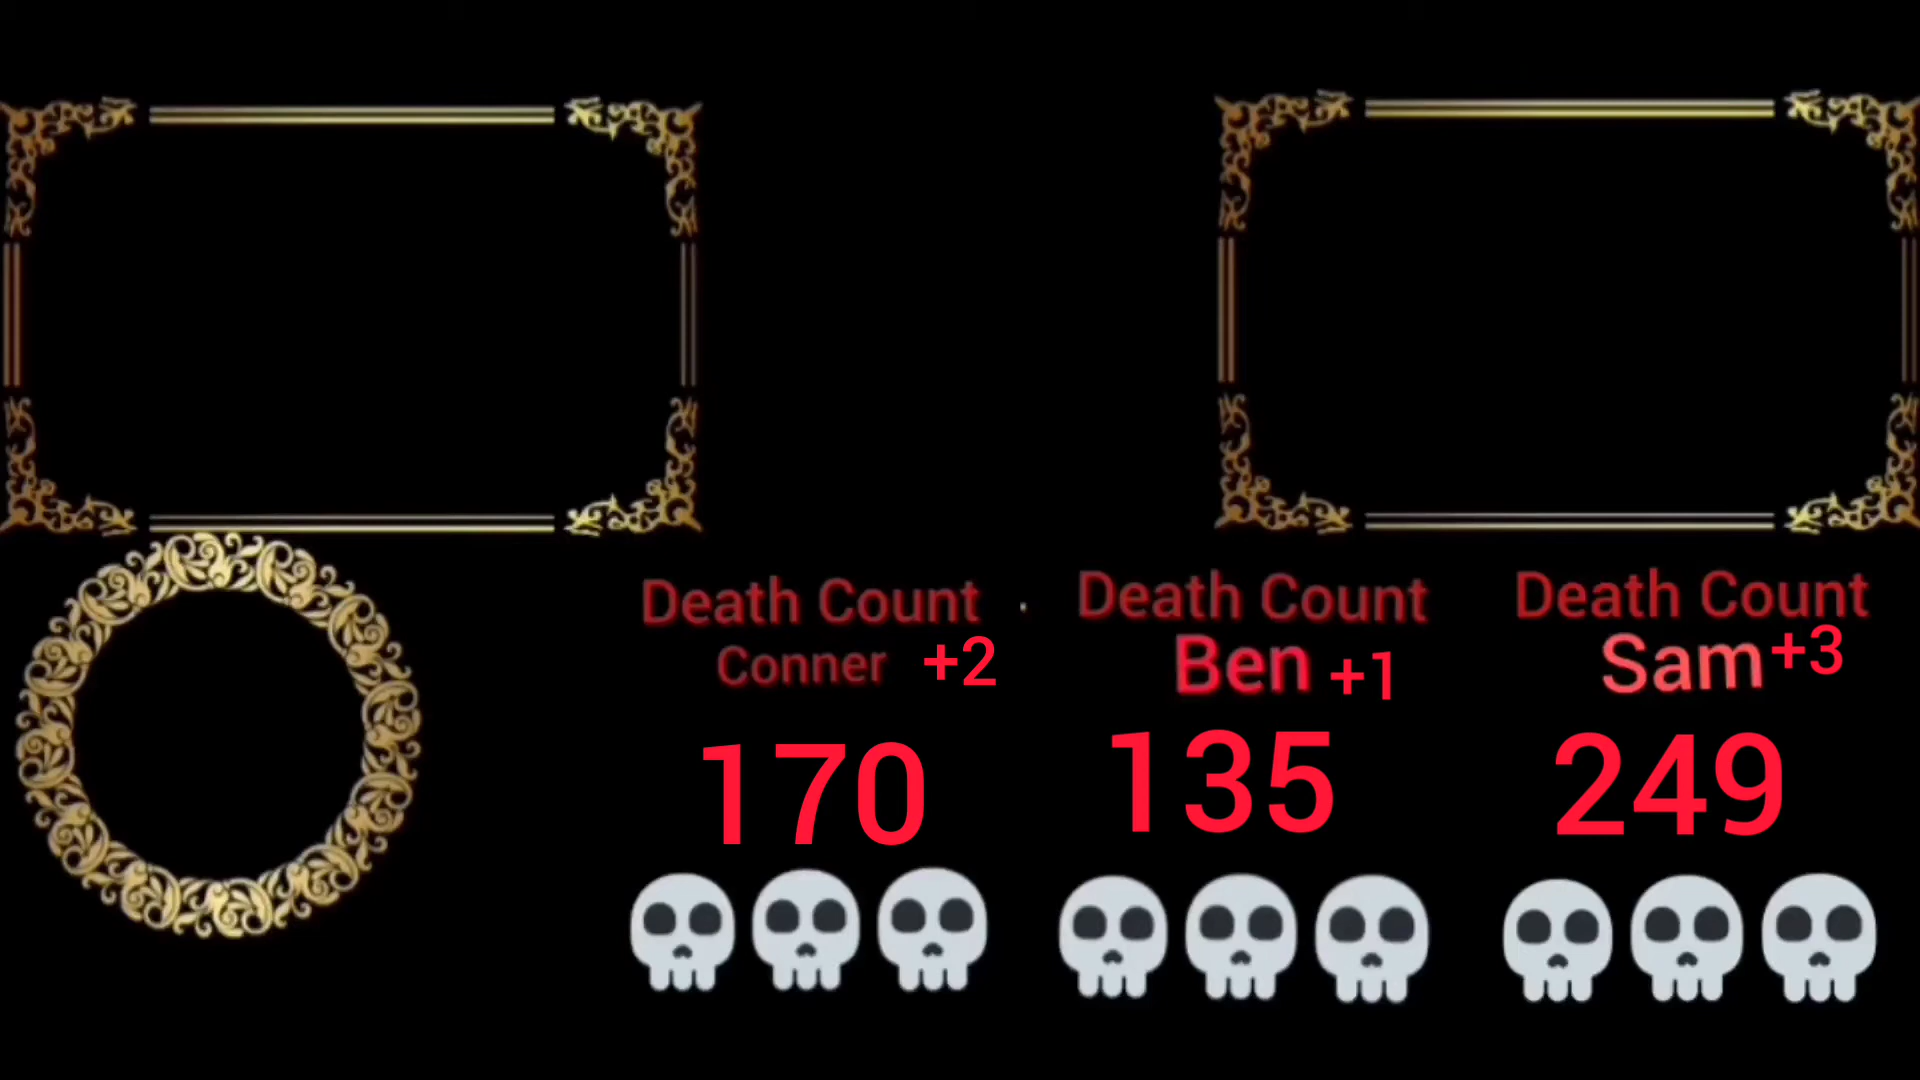 Death Count
Conner +2
170
Death Count
Ben +1
135
Death Count
Sam +3
249